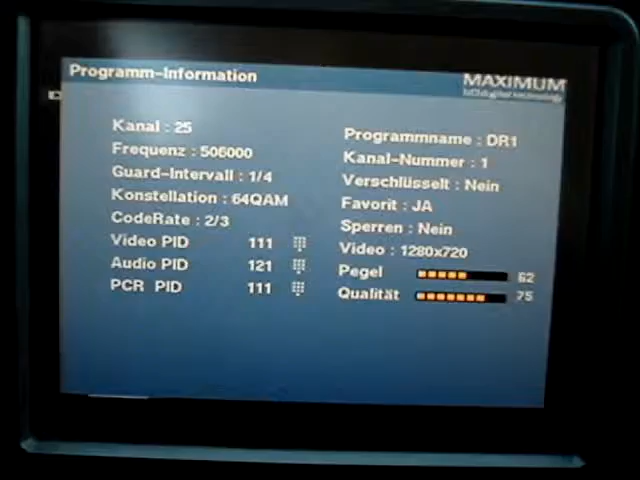 Programm-Information
MAXIMUM
Kanal : 25
Frequenz : 506000
Guard-Intervall : 1/4
Konstellation : 64QAM
CodeRate : 2/3
Video PID 111
Audio PID 121
PCR PID 111
Programmname : DR1
Kanal-Nummer : 1
Verschlüsselt : Nein
Favorit : JA
Sperren : Nein
Video : 1280x720
Pegel 62
Qualität 75